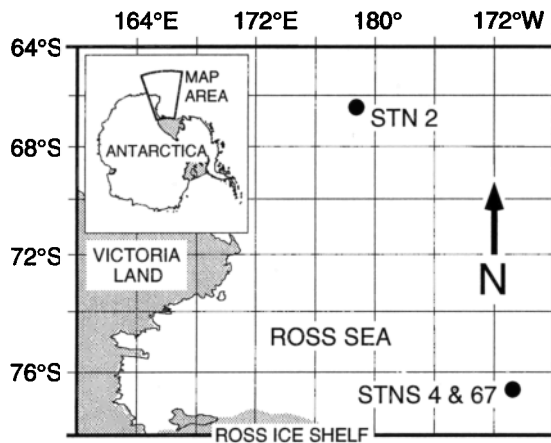 164°E 172°E 180° 172°W
64°S
MAP
AREA
STN 2
68°S
ANTARCTICA
72°S
VICTORIA
LAND
N
ROSS SEA
76°S
STNS 4 & 67
ROSS ICE SHELF